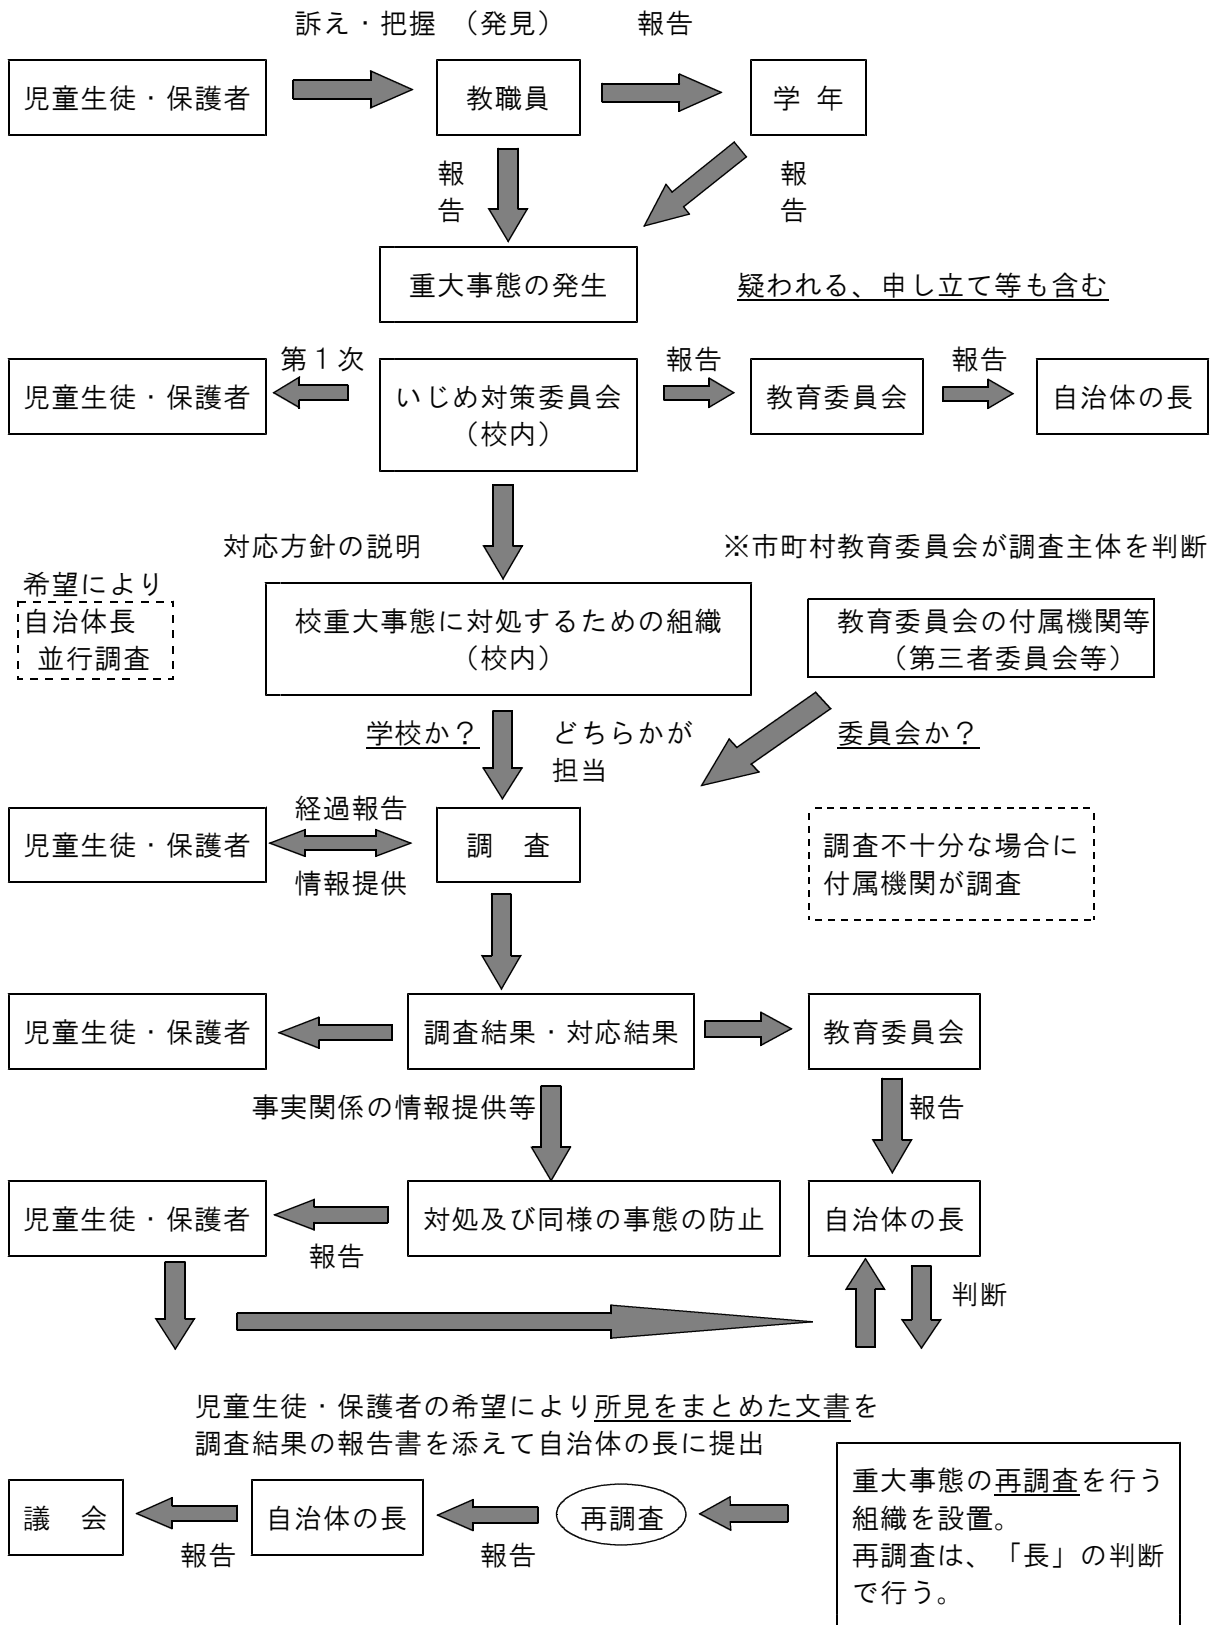 訴え・把握 （発見） 報告
児童生徒・保護者 教職員 学 年
報告 報告
重大事態の発生 疑われる、申し立て等も含む
第１次 報告 報告
児童生徒・保護者 いじめ対策委員会 教育委員会 自治体の長
（校内）
対応方針の説明 ※市町村教育委員会が調査主体を判断
希望により
自治体長 校重大事態に対処するための組織 教育委員会の付属機関等
並行調査 （校内） （第三者委員会等）
学校か？ どちらかが 委員会か？
担当
経過報告
児童生徒・保護者 調 査 調査不十分な場合に
情報提供 付属機関が調査
児童生徒・保護者 調査結果・対応結果 教育委員会
事実関係の情報提供等 報告
児童生徒・保護者 対処及び同様の事態の防止 自治体の長
報告
判断
児童生徒・保護者の希望により所見をまとめた文書を
調査結果の報告書を添えて自治体の長に提出
議 会 自治体の長 再調査
報告 報告
重大事態の再調査を行う
組織を設置。
再調査は、「長」の判断
で行う。